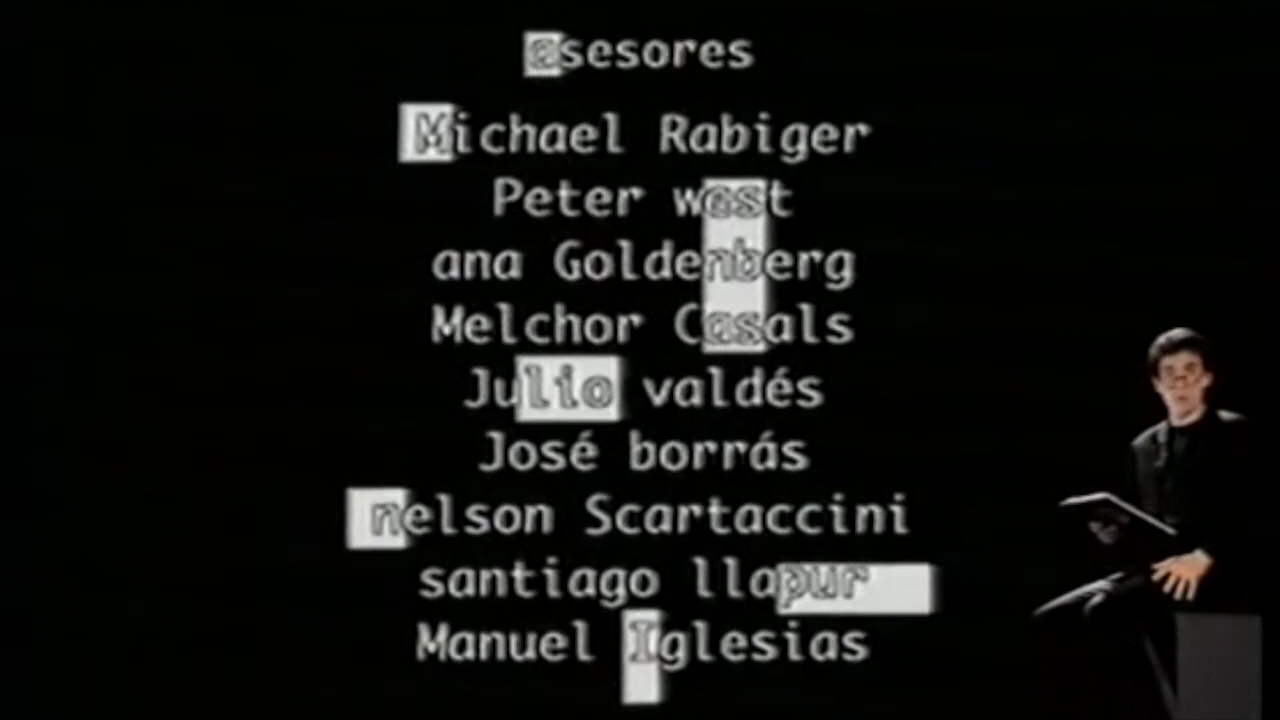 asesores
Michael Rabiger
Peter west
ana Goldenberg
Melchor Casals
Julio valdés
José borrás
nelson Scartaccini
santiago llapur
Manuel Iglesias